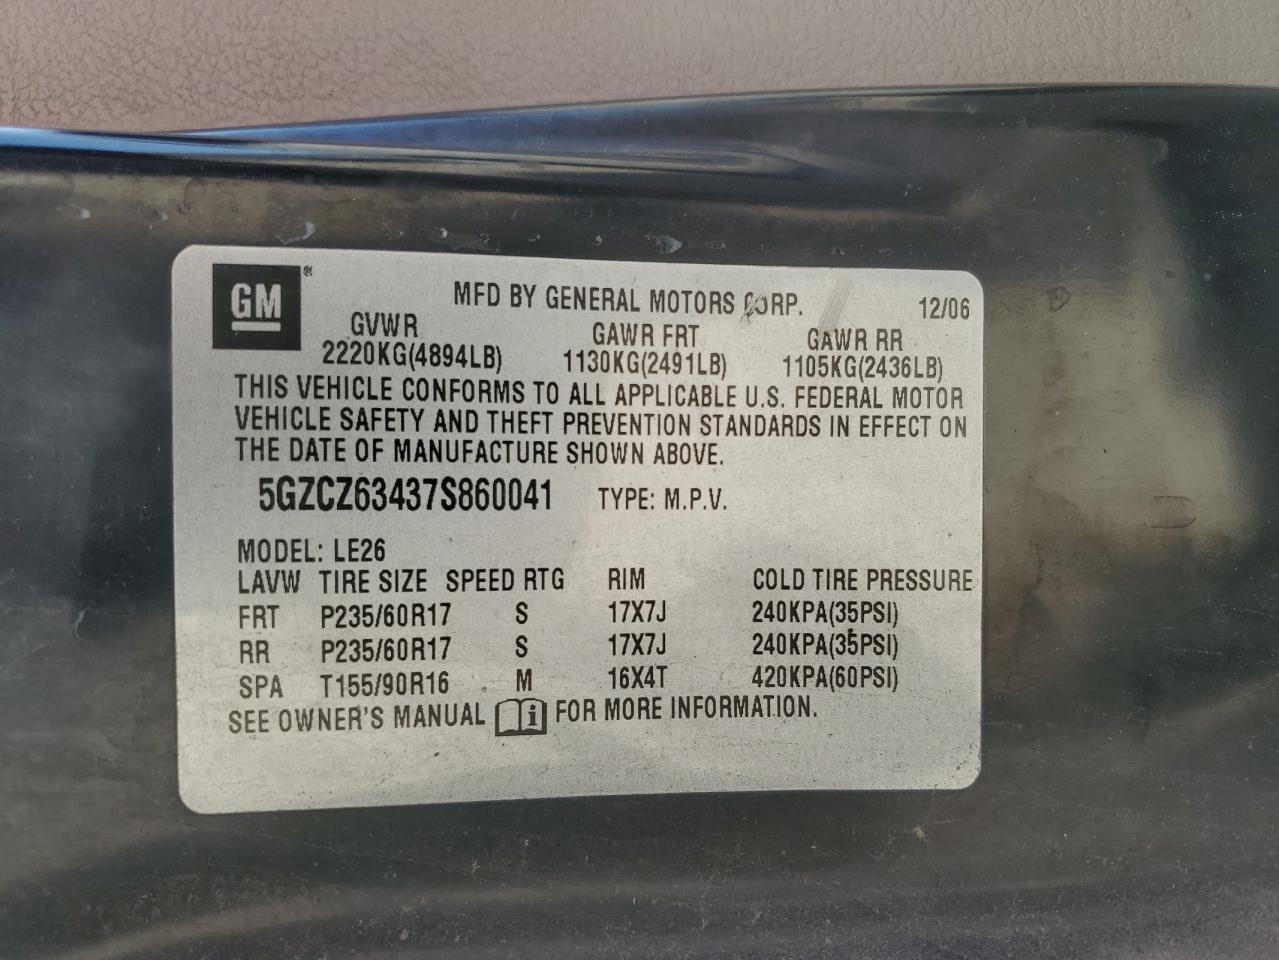 GM ®
MFD BY GENERAL MOTORS CORP. 12/06
GVWR GAWR FRT GAWR RR
2220KG(4894LB) 1130KG(2491LB) 1105KG(2436LB)
THIS VEHICLE CONFORMS TO ALL APPLICABLE U.S. FEDERAL MOTOR
VEHICLE SAFETY AND THEFT PREVENTION STANDARDS IN EFFECT ON
THE DATE OF MANUFACTURE SHOWN ABOVE.
5GZCZ63437S860041 TYPE: M.P.V.
MODEL: LE26
LAVW TIRE SIZE SPEED RTG RIM COLD TIRE PRESSURE
FRT P235/60R17 S 17X7J 240KPA(35PSI)
RR P235/60R17 S 17X7J 240KPA(35PSI)
SPA T155/90R16 M 16X4T 420KPA(60PSI)
SEE OWNER'S MANUAL i FOR MORE INFORMATION.